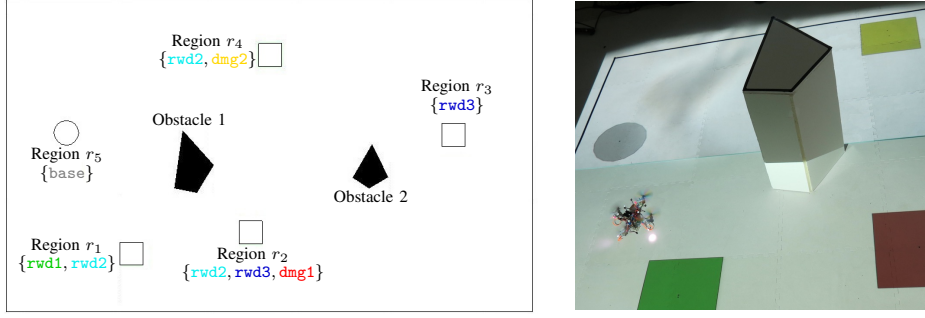 Region r4
{rwd2, dmg2}
Region r3
{rwd3}
Obstacle 1
Region r5
{base}
Obstacle 2
Region r1
{rwd1, rwd2}
Region r2
{rwd2, rwd3, dmg1}